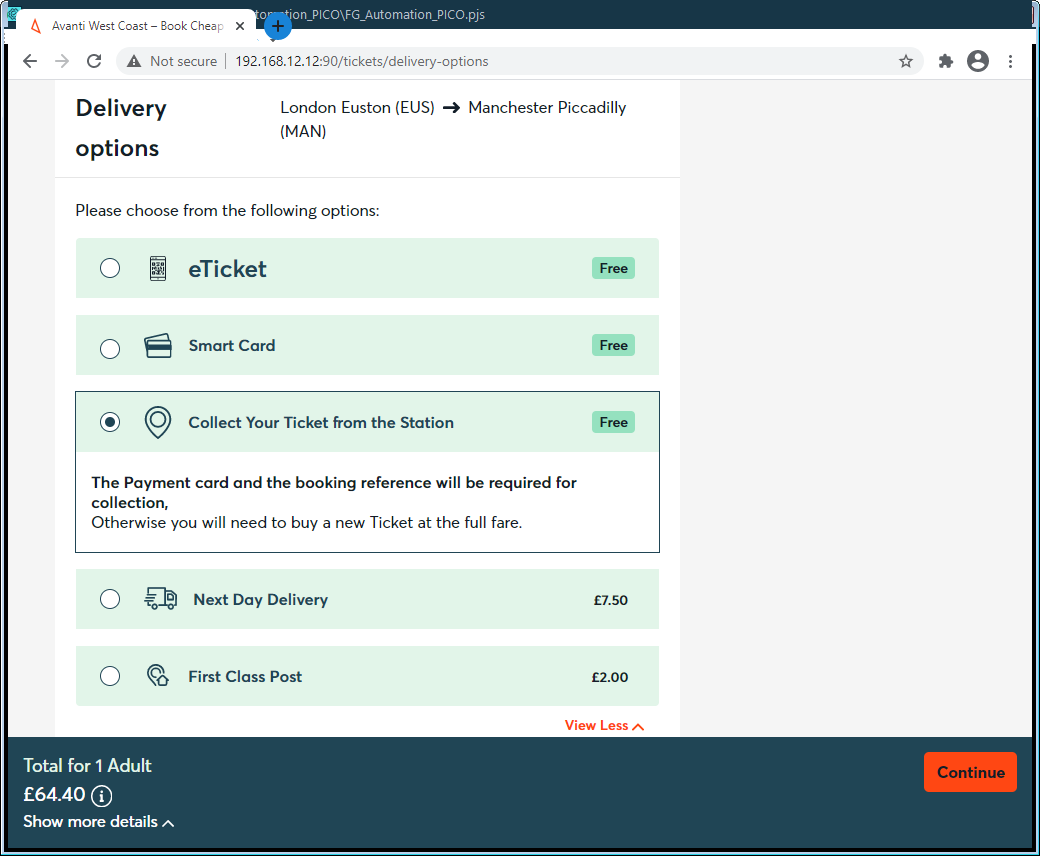 tomation_PICO\FG_Automation_PICO.pjs
Avanti West Coast – Book Cheap
Not secure
192.168.12.12:90/tickets/delivery-options
Delivery options
London Euston (EUS) → Manchester Piccadilly (MAN)
Please choose from the following options:
eTicket Free
Smart Card Free
Collect Your Ticket from the Station Free
The Payment card and the booking reference will be required for
collection,
Otherwise you will need to buy a new Ticket at the full fare.
Next Day Delivery £7.50
First Class Post £2.00
View Less
Total for 1 Adult
£64.40
Continue
Show more details